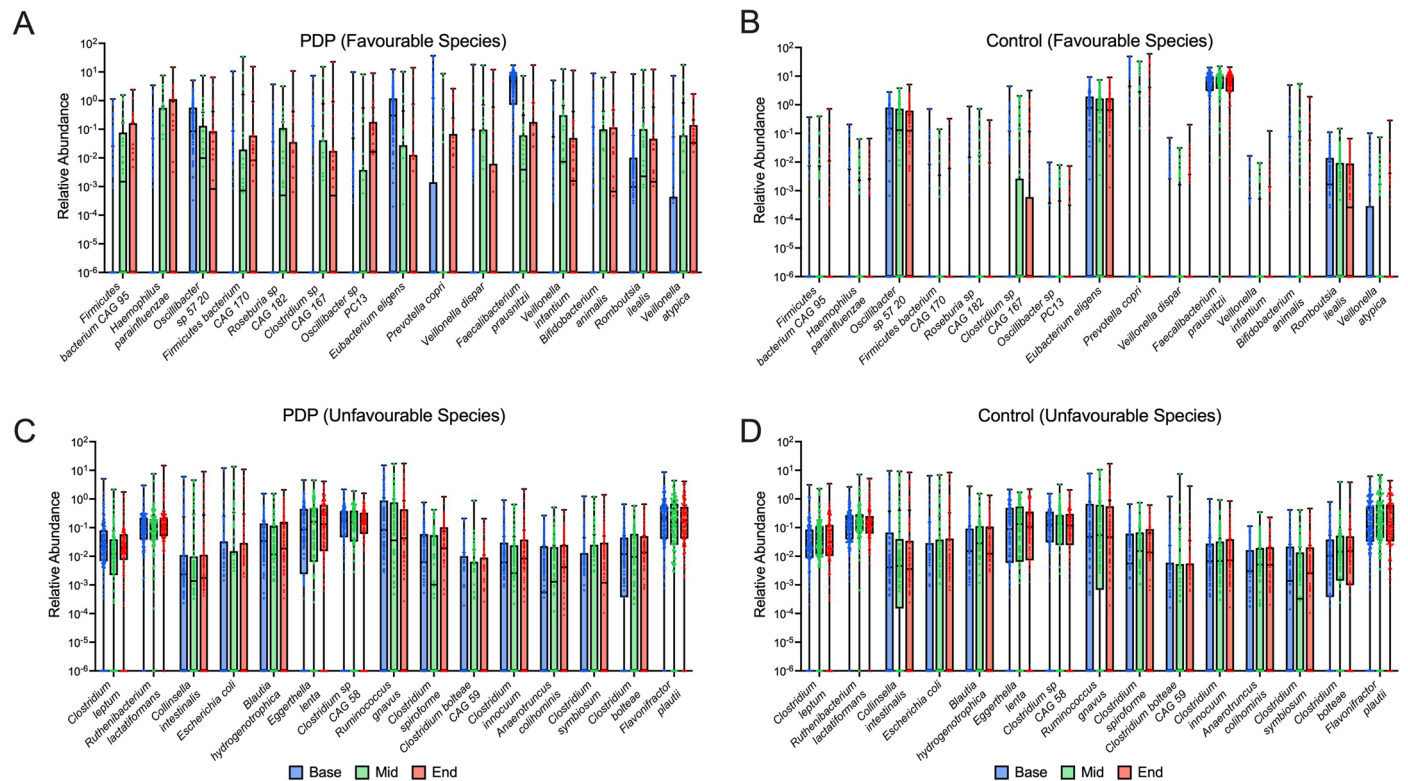 A
PDP (Favourable Species)
Relative Abundance
10²
10¹
10⁰
10⁻¹
10⁻²
10⁻³
10⁻⁴
10⁻⁵
10⁻⁶
Firmicutes
bacterium CAG 95
Haemophilus
parainfluenzae
Oscillibacter
sp 57 20
Firmicutes bacterium
CAG 170
Roseburia sp
CAG 182
Clostridium sp
CAG 167
Oscillibacter sp
PC13
Eubacterium eligens
Prevotella copri
Veillonella dispar
Faecalibacterium
prausnitzii
Veillonella
infantium
Bifidobacterium
animalis
Romboutsia
ilealis
Veillonella
atypica
B
Control (Favourable Species)
Relative Abundance
10²
10¹
10⁰
10⁻¹
10⁻²
10⁻³
10⁻⁴
10⁻⁵
10⁻⁶
Firmicutes
bacterium CAG 95
Haemophilus
parainfluenzae
Oscillibacter
sp 57 20
Firmicutes bacterium
CAG 170
Roseburia sp
CAG 182
Clostridium sp
CAG 167
Oscillibacter sp
PC13
Eubacterium eligens
Prevotella copri
Veillonella dispar
Faecalibacterium
prausnitzii
Veillonella
infantium
Bifidobacterium
animalis
Romboutsia
ilealis
Veillonella
atypica
C
PDP (Unfavourable Species)
Relative Abundance
10²
10¹
10⁰
10⁻¹
10⁻²
10⁻³
10⁻⁴
10⁻⁵
10⁻⁶
Clostridium
leptum
Ruthenibacterium
lactatiformans
Collinsella
intestinalis
Escherichia coli
Blautia
hydrogenotrophica
Eggerthella
lenta
Clostridium sp
CAG 58
Ruminococcus
gnavus
Clostridium
spiroforme
Clostridium bolteae
CAG 59
Clostridium
innocuum
Anaerotruncus
colihominis
Clostridium
symbiosum
Clostridium
bolteae
Flavonifractor
plautii
Base
Mid
End
D
Control (Unfavourable Species)
Relative Abundance
10²
10¹
10⁰
10⁻¹
10⁻²
10⁻³
10⁻⁴
10⁻⁵
10⁻⁶
Clostridium
leptum
Ruthenibacterium
lactatiformans
Collinsella
intestinalis
Escherichia coli
Blautia
hydrogenotrophica
Eggerthella
lenta
Clostridium sp
CAG 58
Ruminococcus
gnavus
Clostridium
spiroforme
Clostridium bolteae
CAG 59
Clostridium
innocuum
Anaerotruncus
colihominis
Clostridium
symbiosum
Clostridium
bolteae
Flavonifractor
plautii
Base
Mid
End